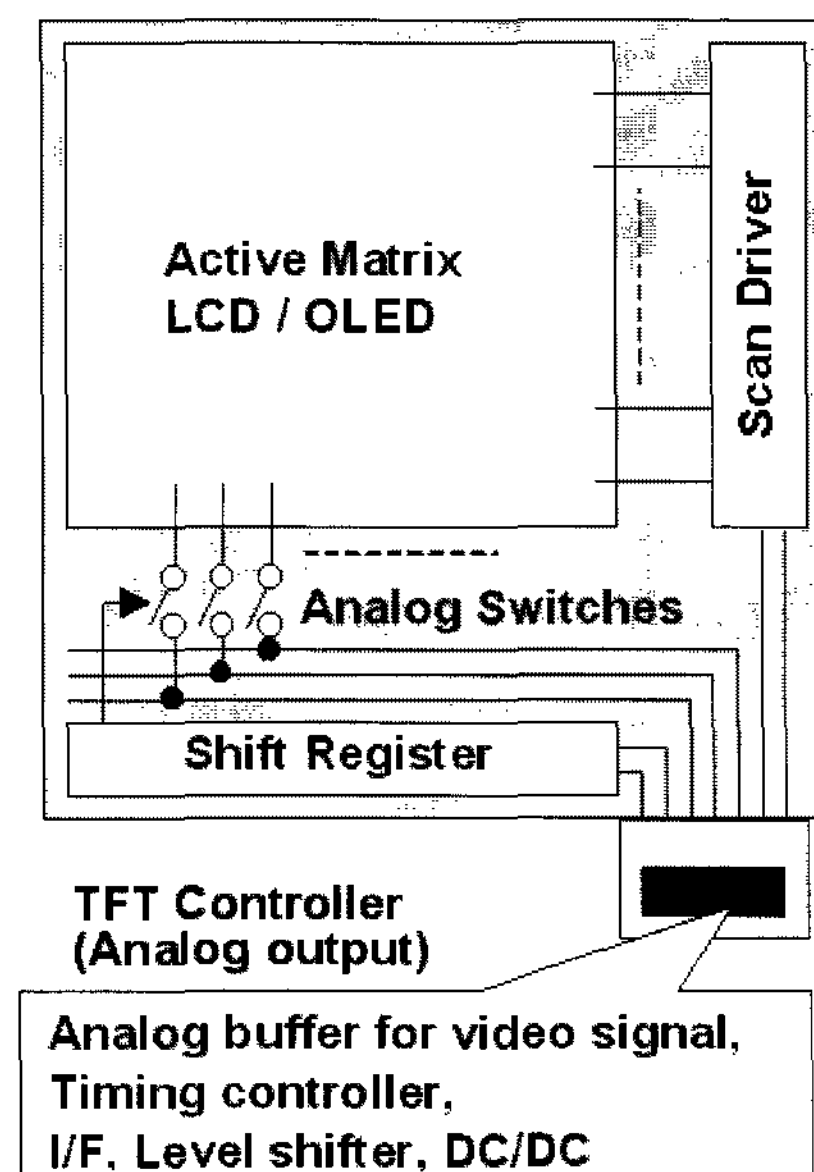 Active Matrix
LCD / OLED
Scan Driver
Analog Switches
Shift Register
TFT Controller
(Analog output)
Analog buffer for video signal,
Timing controller,
I/F, Level shifter, DC/DC